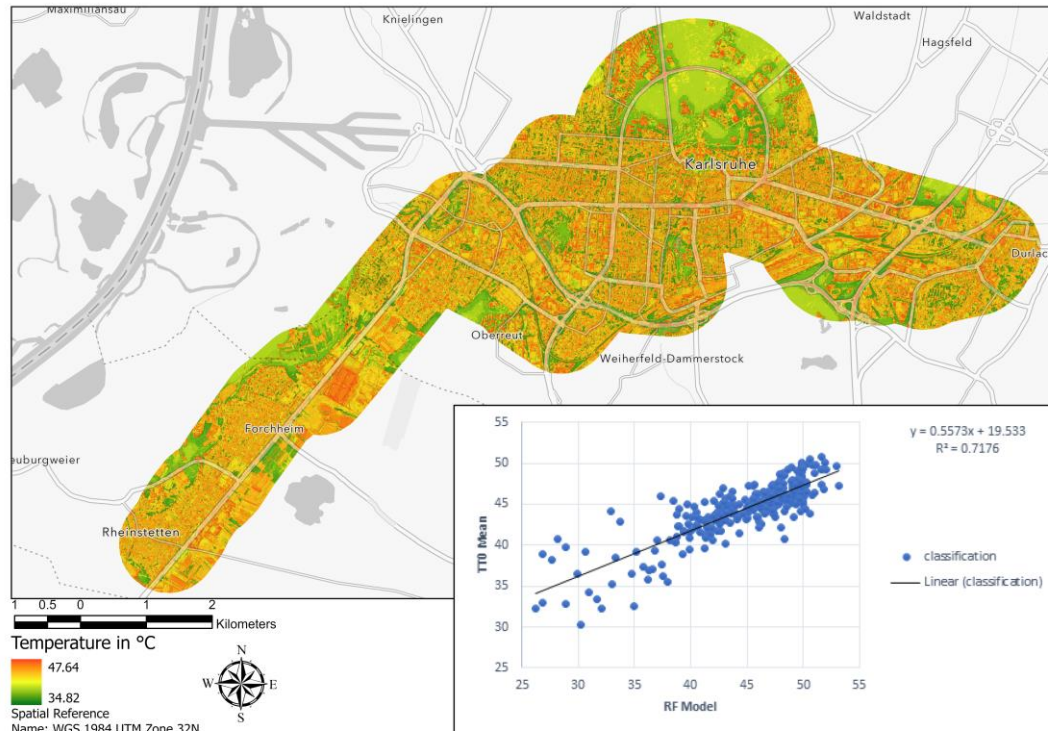 Maximiliansau
Knielingen
Waldstadt
Hagsfeld
Karlsruhe
Durlac
Oberreut
Weiherfeld-Dammerstock
Forchheim
euburgweier
Rheinstetten
1 0.5 0 1 2
Kilometers
Temperature in °C
47.64
34.82
N
W E
S
Spatial Reference
Name: WGS 1984 UTM Zone 32N
55
50
45
40
35
30
25
TT0 Mean
25 30 35 40 45 50 55
RF Model
y = 0.5573x + 19.533
R² = 0.7176
classification
Linear (classification)